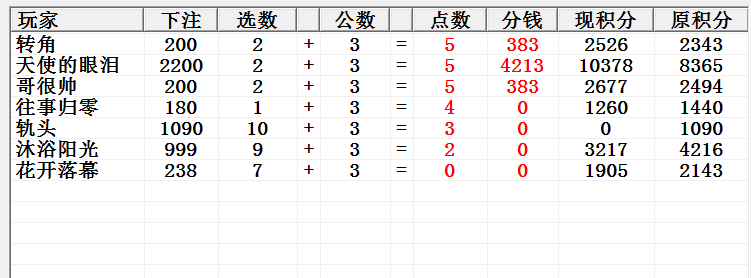 玩家 下注 选数 公数 点数 分钱 现积分 原积分
转角 200 2 + 3 = 5 383 2526 2343
天使的眼泪 2200 2 + 3 = 5 4213 10378 8365
哥很帅 200 2 + 3 = 5 383 2677 2494
往事归零 180 1 + 3 = 4 0 1260 1440
轨头 1090 10 + 3 = 3 0 0 1090
沐浴阳光 999 9 + 3 = 2 0 3217 4216
花开落幕 238 7 + 3 = 0 0 1905 2143